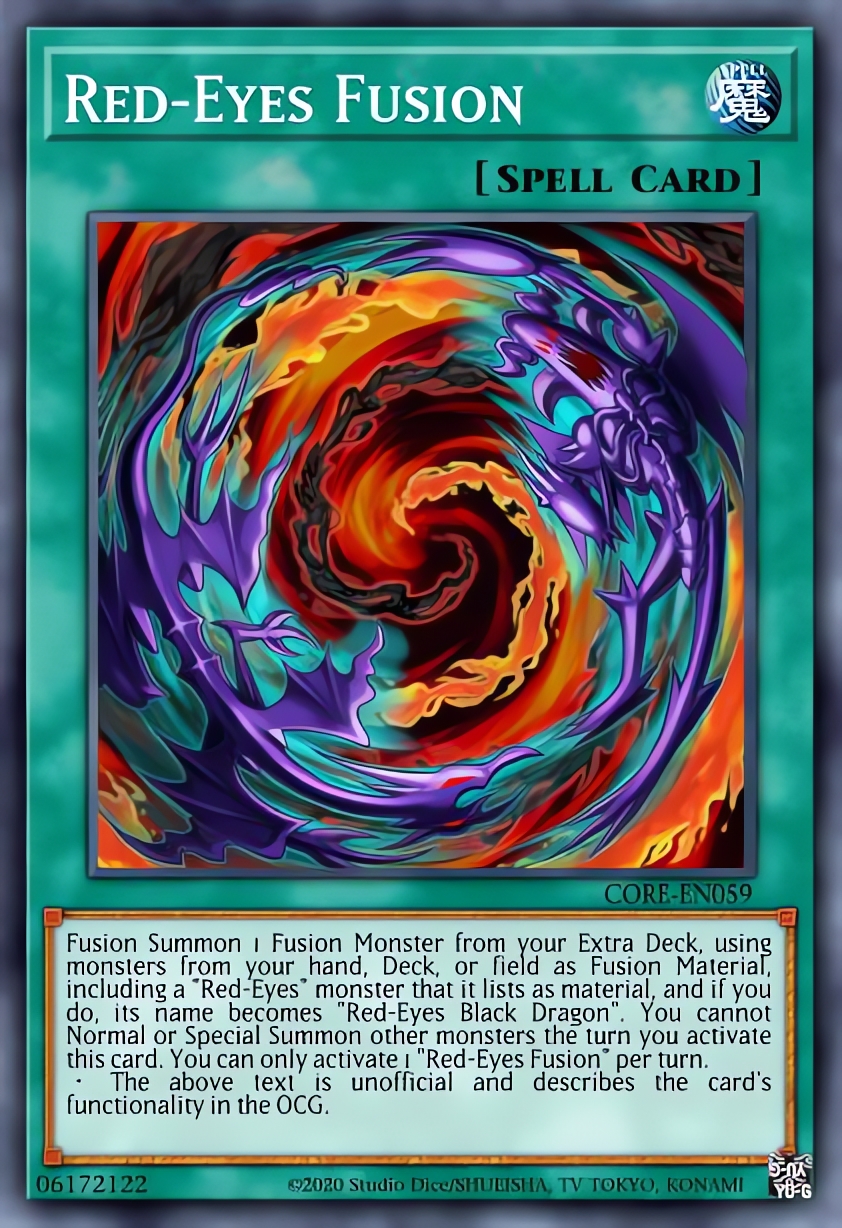 RED-EYES FUSION
魔
[SPELL CARD]
CORE-EN059
Fusion Summon 1 Fusion Monster from your Extra Deck, using
monsters from your hand, Deck, or field as Fusion Material,
including a "Red-Eyes" monster that it lists as material, and if you
do, its name becomes "Red-Eyes Black Dragon". You cannot
Normal or Special Summon other monsters the turn you activate
this card. You can only activate 1 "Red-Eyes Fusion" per turn.
· The above text is unofficial and describes the card's
functionality in the OCG.
06172122
©2020 Studio Dice/SHUEISHA, TV TOKYO, KONAMI